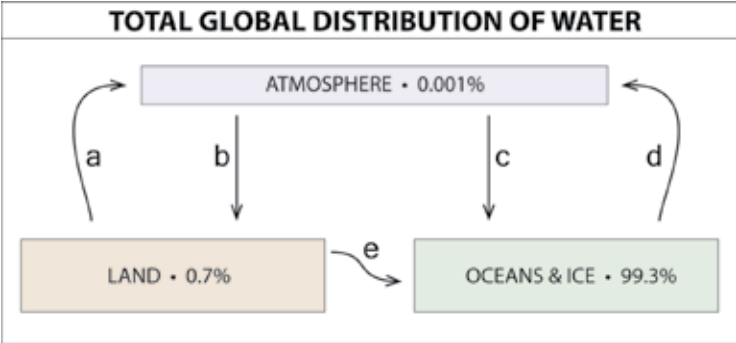 TOTAL GLOBAL DISTRIBUTION OF WATER
ATMOSPHERE • 0.001%
a
b
c
d
e
LAND • 0.7%
OCEANS & ICE • 99.3%